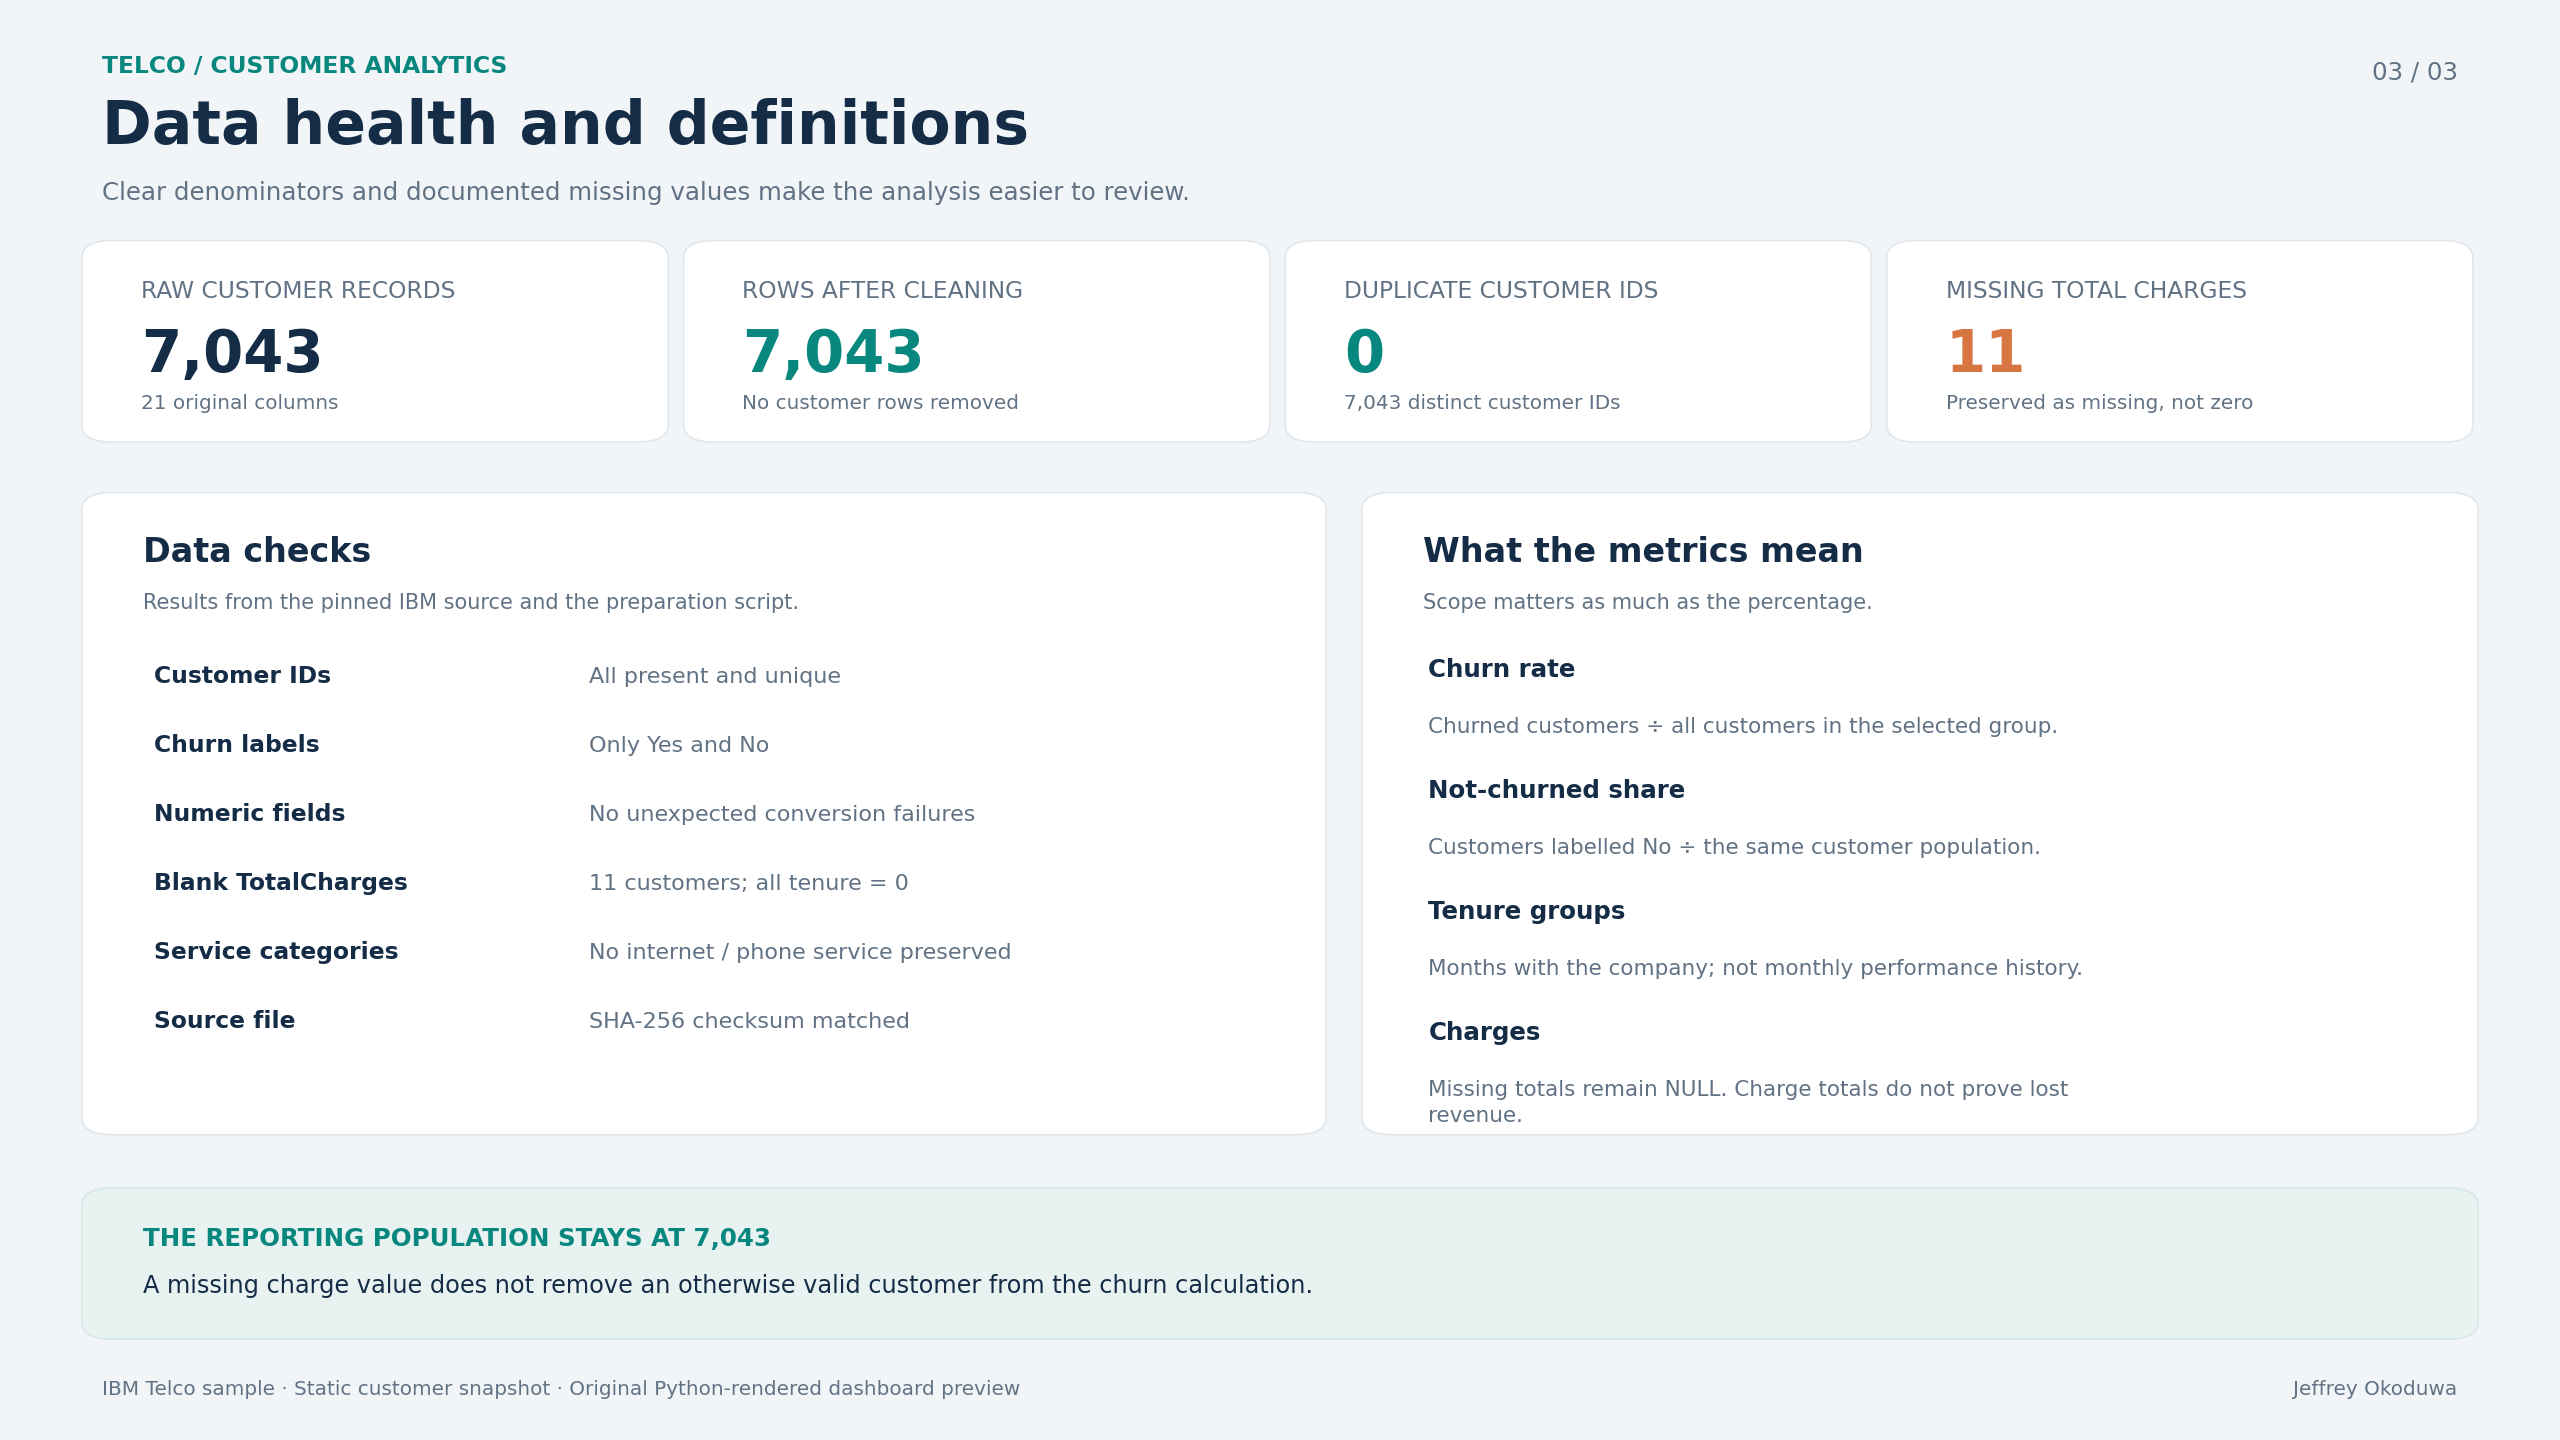 TELCO / CUSTOMER ANALYTICS
03 / 03
Data health and definitions
Clear denominators and documented missing values make the analysis easier to review.
RAW CUSTOMER RECORDS
7,043
21 original columns
ROWS AFTER CLEANING
7,043
No customer rows removed
DUPLICATE CUSTOMER IDS
0
7,043 distinct customer IDs
MISSING TOTAL CHARGES
11
Preserved as missing, not zero
Data checks
Results from the pinned IBM source and the preparation script.
Customer IDs All present and unique
Churn labels Only Yes and No
Numeric fields No unexpected conversion failures
Blank TotalCharges 11 customers; all tenure = 0
Service categories No internet / phone service preserved
Source file SHA-256 checksum matched
What the metrics mean
Scope matters as much as the percentage.
Churn rate
Churned customers ÷ all customers in the selected group.
Not-churned share
Customers labelled No ÷ the same customer population.
Tenure groups
Months with the company; not monthly performance history.
Charges
Missing totals remain NULL. Charge totals do not prove lost
revenue.
THE REPORTING POPULATION STAYS AT 7,043
A missing charge value does not remove an otherwise valid customer from the churn calculation.
IBM Telco sample · Static customer snapshot · Original Python-rendered dashboard preview
Jeffrey Okoduwa